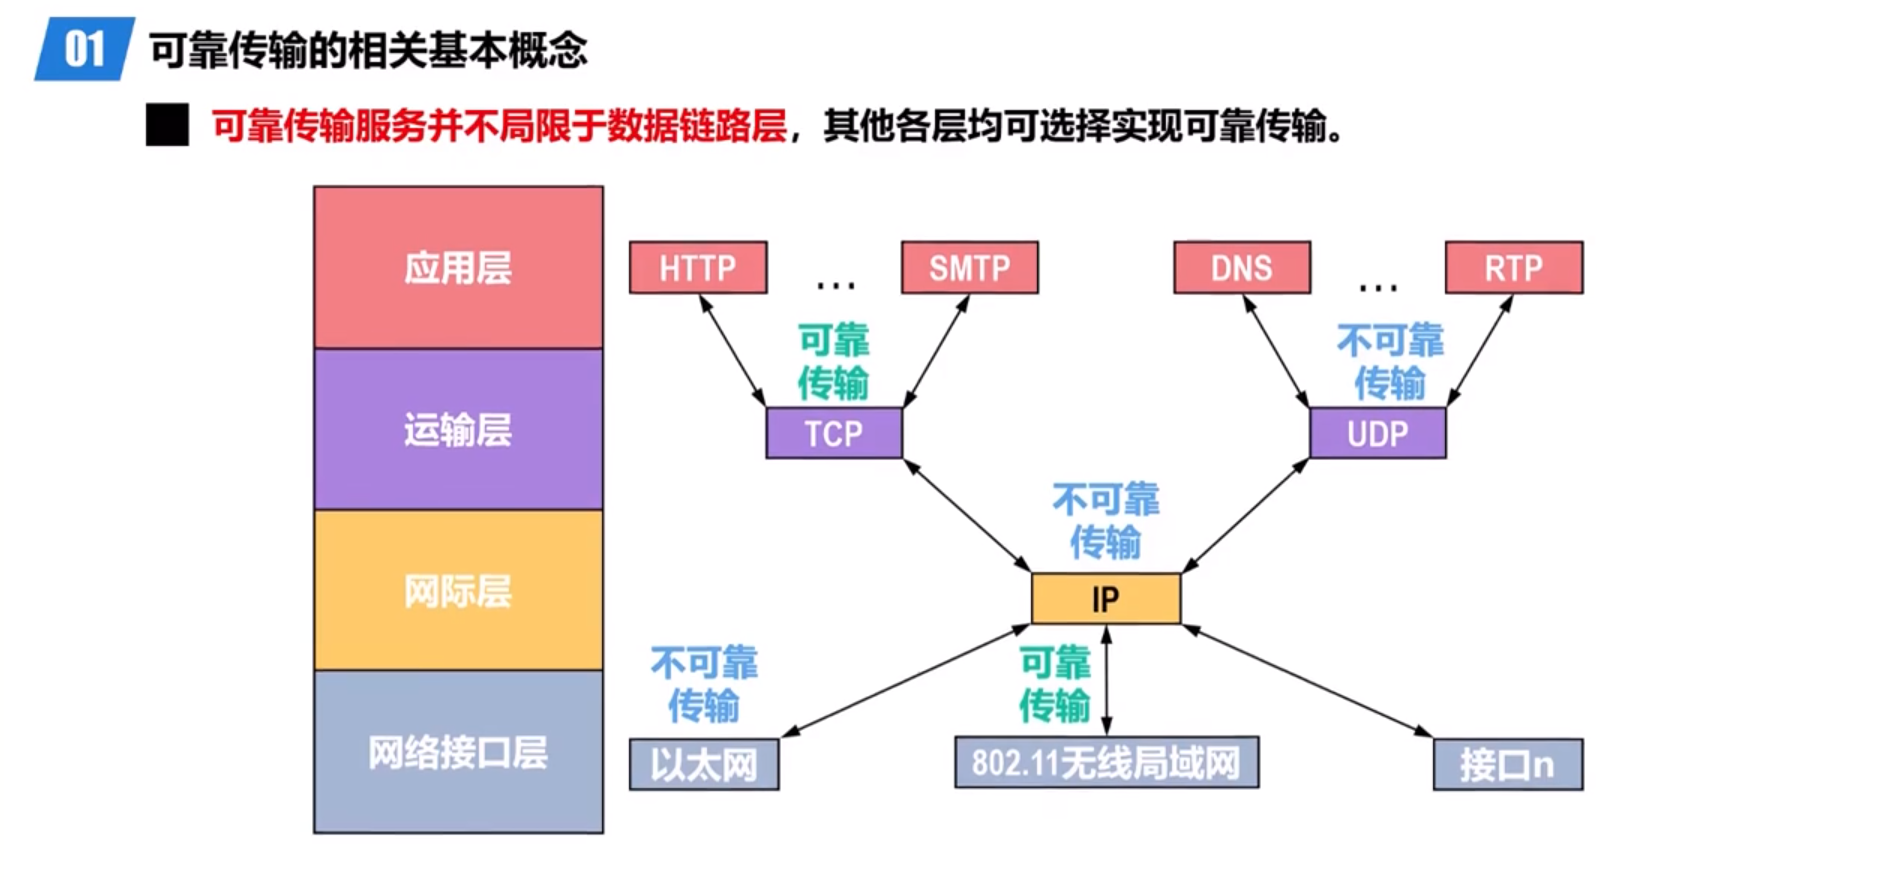 01 可靠传输的相关基本概念
可靠传输服务并不局限于数据链路层，其他各层均可选择实现可靠传输。
应用层
HTTP
...
SMTP
DNS
...
RTP
可靠
传输
不可靠
传输
运输层
TCP
UDP
不可靠
传输
网际层
IP
不可靠
传输
可靠
传输
网络接口层
以太网
802.11无线局域网
接口n